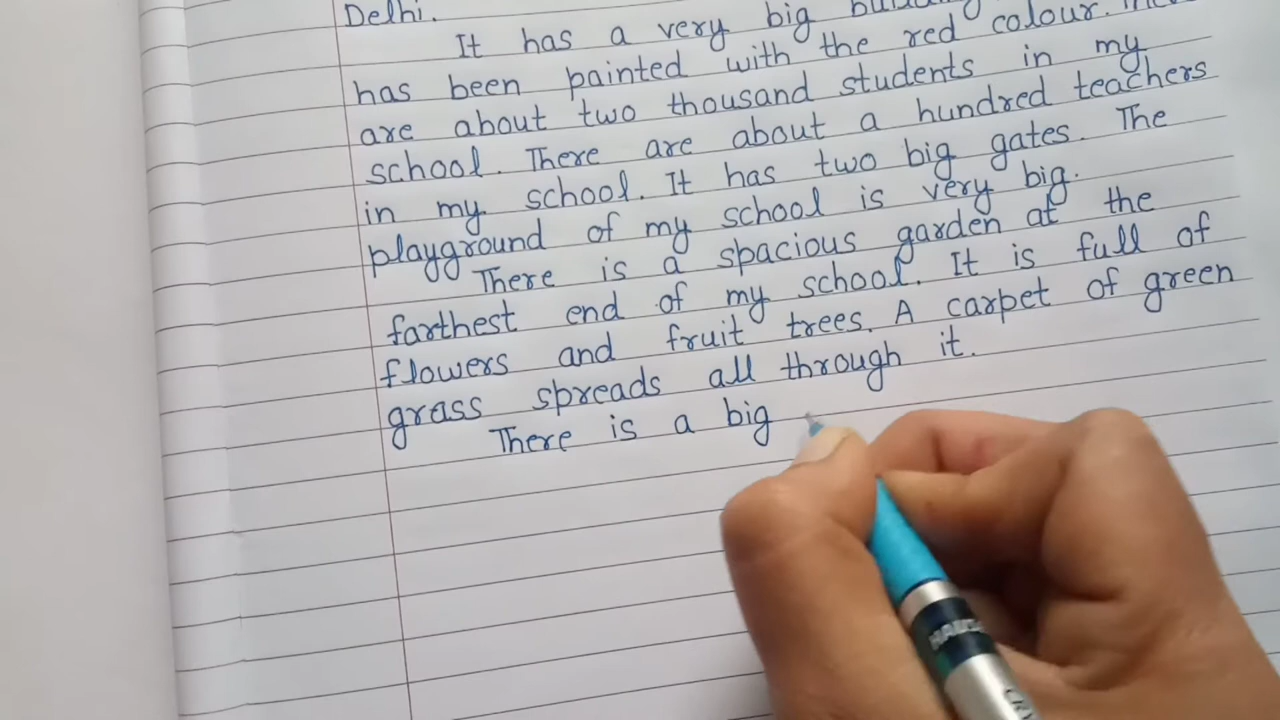 Delhi.
It has a very big
has been painted with the red colour.
are about two thousand students in my
school. There are about a hundred teachers
in my school. It has two big gates. The
playground of my school is very big.
There is a spacious garden at the
farthest end of my school. It is full of
flowers and fruit trees. A carpet of green
grass spreads all through it.
There is a big